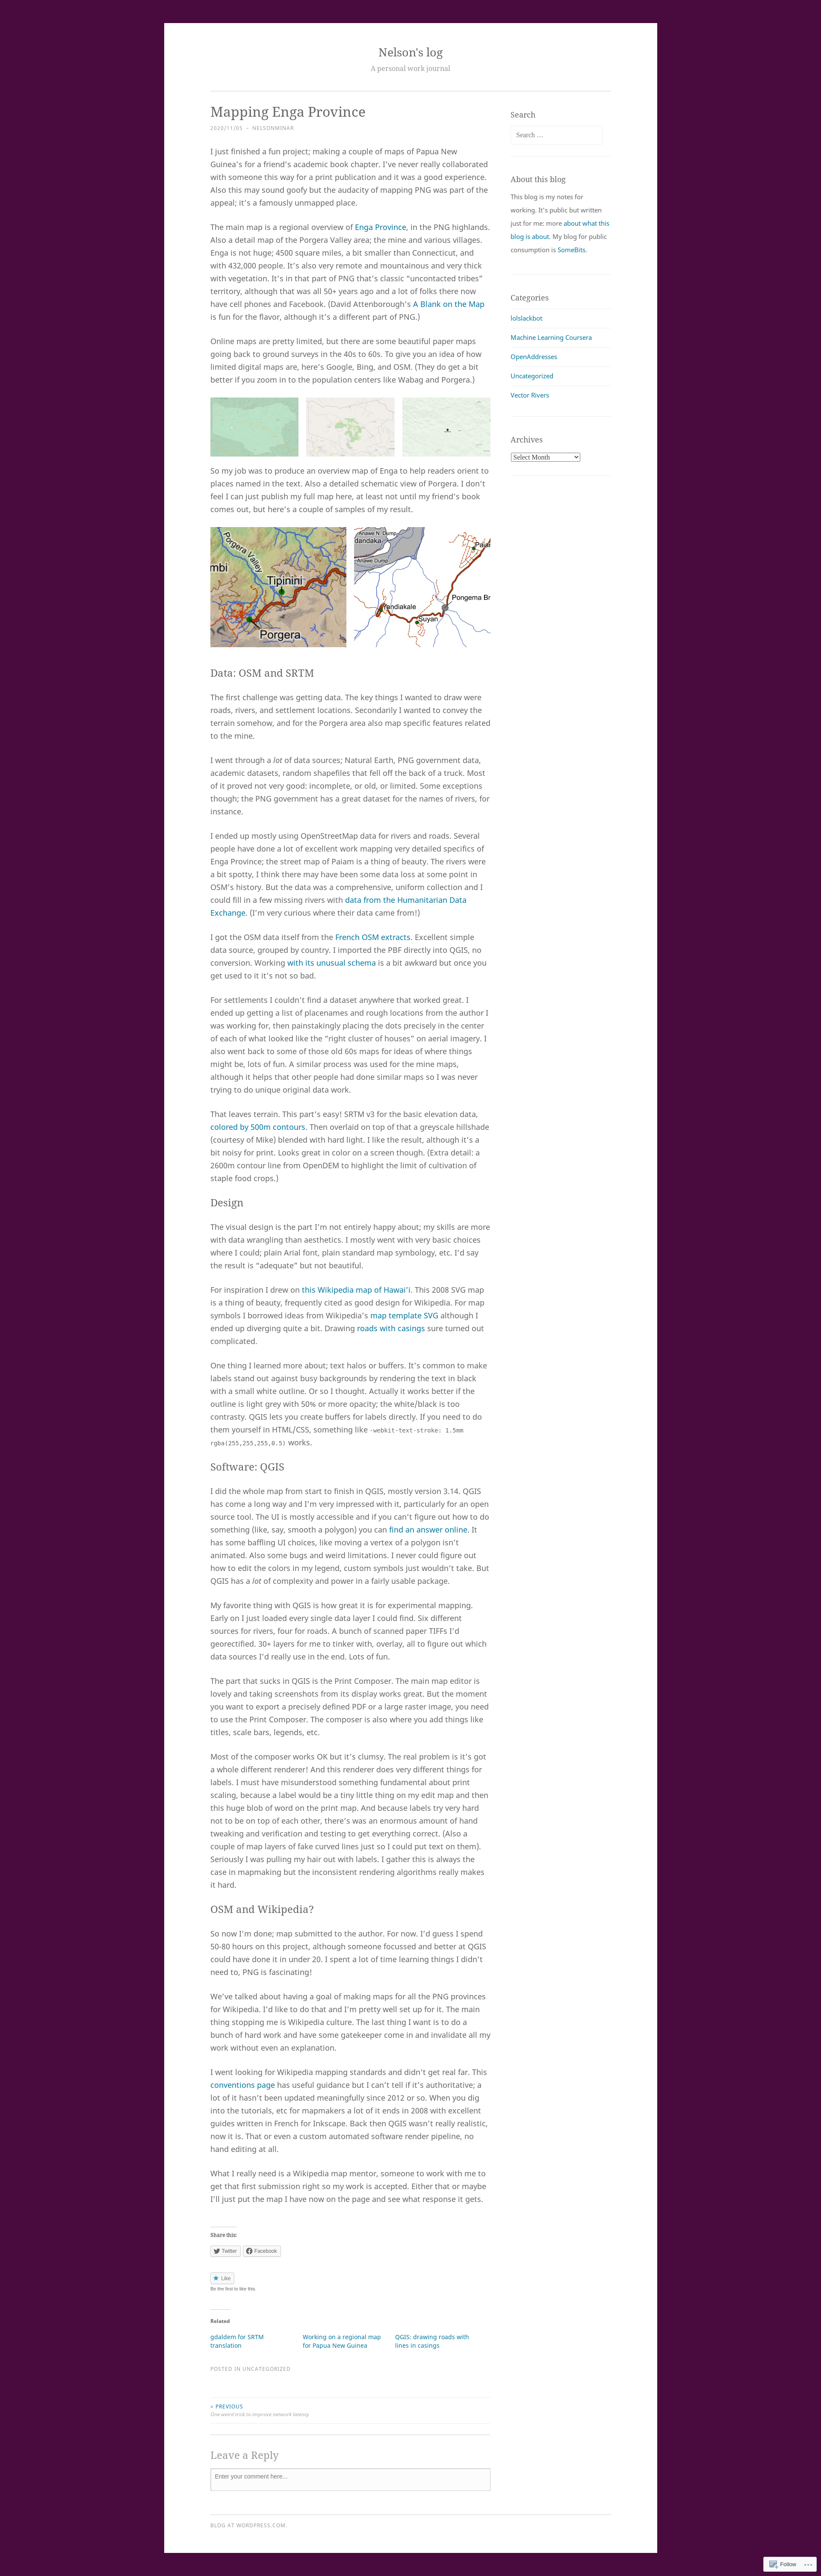 Nelson's log
A personal work journal
Mapping Enga Province
2020/11/05 ~ NELSONMINAR
I just finished a fun project; making a couple of maps of Papua New
Guinea's for a friend's academic book chapter. I've never really collaborated
with someone this way for a print publication and it was a good experience.
Also this may sound goofy but the audacity of mapping PNG was part of the
appeal; it's a famously unmapped place.
The main map is a regional overview of Enga Province, in the PNG highlands.
Also a detail map of the Porgera Valley area; the mine and various villages.
Enga is not huge; 4500 square miles, a bit smaller than Connecticut, and
with 432,000 people. It's also very remote and mountainous and very thick
with vegetation. It's in that part of PNG that's classic "uncontacted tribes"
territory, although that was all 50+ years ago and a lot of folks there now
have cell phones and Facebook. (David Attenborough's A Blank on the Map
is fun for the flavor, although it's a different part of PNG.)
Online maps are pretty limited, but there are some beautiful paper maps
going back to ground surveys in the 40s to 60s. To give you an idea of how
limited digital maps are, here's Google, Bing, and OSM. (They do get a bit
better if you zoom in to the population centers like Wabag and Porgera.)
So my job was to produce an overview map of Enga to help readers orient to
places named in the text. Also a detailed schematic view of Porgera. I don't
feel I can just publish my full map here, at least not until my friend's book
comes out, but here's a couple of samples of my result.
Porgera Valley
mbi
Tipinini
Porgera
Anawe N. Dump
dandaka
Anawe Dump
Paiam
Pongema Br
Yandiakale
Suyan
Data: OSM and SRTM
The first challenge was getting data. The key things I wanted to draw were
roads, rivers, and settlement locations. Secondarily I wanted to convey the
terrain somehow, and for the Porgera area also map specific features related
to the mine.
I went through a lot of data sources; Natural Earth, PNG government data,
academic datasets, random shapefiles that fell off the back of a truck. Most
of it proved not very good: incomplete, or old, or limited. Some exceptions
though; the PNG government has a great dataset for the names of rivers, for
instance.
I ended up mostly using OpenStreetMap data for rivers and roads. Several
people have done a lot of excellent work mapping very detailed specifics of
Enga Province; the street map of Paiam is a thing of beauty. The rivers were
a bit spotty, I think there may have been some data loss at some point in
OSM's history. But the data was a comprehensive, uniform collection and I
could fill in a few missing rivers with data from the Humanitarian Data
Exchange. (I'm very curious where their data came from!)
I got the OSM data itself from the French OSM extracts. Excellent simple
data source, grouped by country. I imported the PBF directly into QGIS, no
conversion. Working with its unusual schema is a bit awkward but once you
get used to it it's not so bad.
For settlements I couldn't find a dataset anywhere that worked great. I
ended up getting a list of placenames and rough locations from the author I
was working for, then painstakingly placing the dots precisely in the center
of each of what looked like the "right cluster of houses" on aerial imagery. I
also went back to some of those old 60s maps for ideas of where things
might be, lots of fun. A similar process was used for the mine maps,
although it helps that other people had done similar maps so I was never
trying to do unique original data work.
That leaves terrain. This part's easy! SRTM v3 for the basic elevation data,
colored by 500m contours. Then overlaid on top of that a greyscale hillshade
(courtesy of Mike) blended with hard light. I like the result, although it's a
bit noisy for print. Looks great in color on a screen though. (Extra detail: a
2600m contour line from OpenDEM to highlight the limit of cultivation of
staple food crops.)
Design
The visual design is the part I'm not entirely happy about; my skills are more
with data wrangling than aesthetics. I mostly went with very basic choices
where I could; plain Arial font, plain standard map symbology, etc. I'd say
the result is "adequate" but not beautiful.
For inspiration I drew on this Wikipedia map of Hawai'i. This 2008 SVG map
is a thing of beauty, frequently cited as good design for Wikipedia. For map
symbols I borrowed ideas from Wikipedia's map template SVG although I
ended up diverging quite a bit. Drawing roads with casings sure turned out
complicated.
One thing I learned more about; text halos or buffers. It's common to make
labels stand out against busy backgrounds by rendering the text in black
with a small white outline. Or so I thought. Actually it works better if the
outline is light grey with 50% or more opacity; the white/black is too
contrasty. QGIS lets you create buffers for labels directly. If you need to do
them yourself in HTML/CSS, something like -webkit-text-stroke: 1.5mm
rgba(255,255,255,0.5) works.
Software: QGIS
I did the whole map from start to finish in QGIS, mostly version 3.14. QGIS
has come a long way and I'm very impressed with it, particularly for an open
source tool. The UI is mostly accessible and if you can't figure out how to do
something (like, say, smooth a polygon) you can find an answer online. It
has some baffling UI choices, like moving a vertex of a polygon isn't
animated. Also some bugs and weird limitations. I never could figure out
how to edit the colors in my legend, custom symbols just wouldn't take. But
QGIS has a lot of complexity and power in a fairly usable package.
My favorite thing with QGIS is how great it is for experimental mapping.
Early on I just loaded every single data layer I could find. Six different
sources for rivers, four for roads. A bunch of scanned paper TIFFs I'd
georectified. 30+ layers for me to tinker with, overlay, all to figure out which
data sources I'd really use in the end. Lots of fun.
The part that sucks in QGIS is the Print Composer. The main map editor is
lovely and taking screenshots from its display works great. But the moment
you want to export a precisely defined PDF or a large raster image, you need
to use the Print Composer. The composer is also where you add things like
titles, scale bars, legends, etc.
Most of the composer works OK but it's clumsy. The real problem is it's got
a whole different renderer! And this renderer does very different things for
labels. I must have misunderstood something fundamental about print
scaling, because a label would be a tiny little thing on my edit map and then
this huge blob of word on the print map. And because labels try very hard
not to be on top of each other, there's was an enormous amount of hand
tweaking and verification and testing to get everything correct. (Also a
couple of map layers of fake curved lines just so I could put text on them).
Seriously I was pulling my hair out with labels. I gather this is always the
case in mapmaking but the inconsistent rendering algorithms really makes
it hard.
OSM and Wikipedia?
So now I'm done; map submitted to the author. For now. I'd guess I spend
50-80 hours on this project, although someone focussed and better at QGIS
could have done it in under 20. I spent a lot of time learning things I didn't
need to, PNG is fascinating!
We've talked about having a goal of making maps for all the PNG provinces
for Wikipedia. I'd like to do that and I'm pretty well set up for it. The main
thing stopping me is Wikipedia culture. The last thing I want is to do a
bunch of hard work and have some gatekeeper come in and invalidate all my
work without even an explanation.
I went looking for Wikipedia mapping standards and didn't get real far. This
conventions page has useful guidance but I can't tell if it's authoritative; a
lot of it hasn't been updated meaningfully since 2012 or so. When you dig
into the tutorials, etc for mapmakers a lot of it ends in 2008 with excellent
guides written in French for Inkscape. Back then QGIS wasn't really realistic,
now it is. That or even a custom automated software render pipeline, no
hand editing at all.
What I really need is a Wikipedia map mentor, someone to work with me to
get that first submission right so my work is accepted. Either that or maybe
I'll just put the map I have now on the page and see what response it gets.
Share this:
Twitter
Facebook
Like
Be the first to like this.
Related
gdaldem for SRTM
translation
Working on a regional map
for Papua New Guinea
QGIS: drawing roads with
lines in casings
POSTED IN UNCATEGORIZED
« PREVIOUS
One weird trick to improve network latency
Leave a Reply
Enter your comment here...
Search
Search …
About this blog
This blog is my notes for
working. It's public but written
just for me: more about what this
blog is about. My blog for public
consumption is SomeBits.
Categories
lolslackbot
Machine Learning Coursera
OpenAddresses
Uncategorized
Vector Rivers
Archives
Select Month
BLOG AT WORDPRESS.COM.
Follow